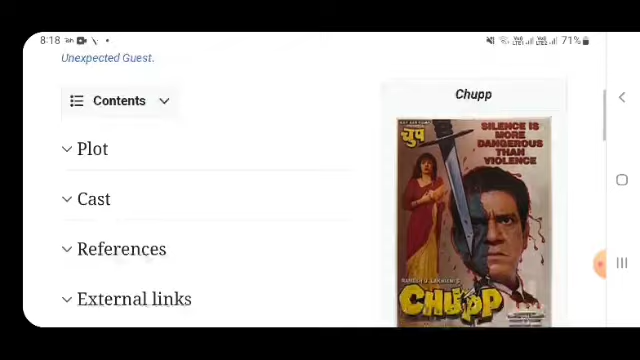 8:18
71%
Unexpected Guest.
Contents
Chupp
Plot
Cast
References
External links
चुप
SILENCE IS
MORE
DANGEROUS
THAN
VIOLENCE
CHUPP